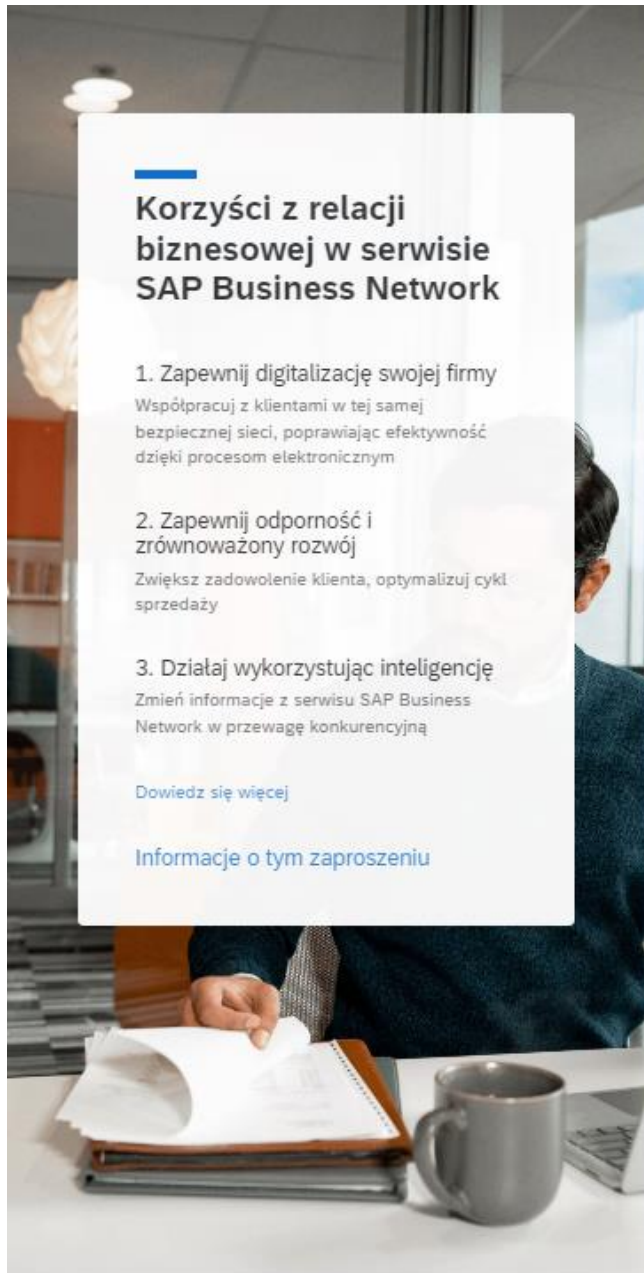 Korzyści z relacji
biznesowej w serwisie
SAP Business Network
1. Zapewnij digitalizację swojej firmy
Współpracuj z klientami w tej samej
bezpiecznej sieci, poprawiając efektywność
dzięki procesom elektronicznym
2. Zapewnij odporność i
zrównoważony rozwój
Zwiększ zadowolenie klienta, optymalizuj cykl
sprzedaży
3. Działaj wykorzystując inteligencję
Zmień informacje z serwisu SAP Business
Network w przewagę konkurencyjną
Dowiedz się więcej
Informacje o tym zaproszeniu